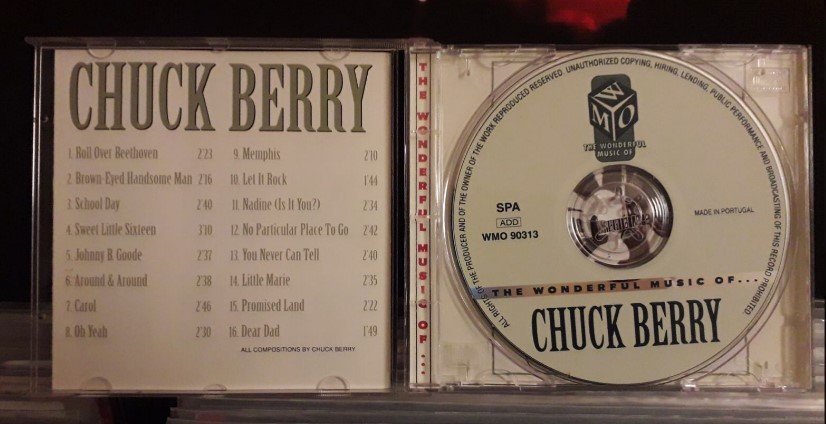 CHUCK BERRY
1. Roll Over Beethoven 2'23
2. Brown-Eyed Handsome Man 2'16
3. School Day 2'40
4. Sweet Little Sixteen 3'10
5. Johnny B. Goode 2'37
6. Around & Around 2'38
7. Carol 2'46
8. Oh Yeah 2'30
9. Memphis 2'10
10. Let It Rock 1'44
11. Nadine (Is It You?) 2'34
12. No Particular Place To Go 2'42
13. You Never Can Tell 2'40
14. Little Marie 2'35
15. Promised Land 2'22
16. Dear Dad 1'49
ALL COMPOSITIONS BY CHUCK BERRY
THE WONDERFUL MUSIC OF...
ALL RIGHTS OF THE PRODUCER AND OF THE OWNER OF THE WORK REPRODUCED RESERVED. UNAUTHORIZED COPYING, HIRING, LENDING, PUBLIC PERFORMANCE AND BROADCASTING OF THIS RECORD PROHIBITED
WMO
THE WONDERFUL
MUSIC OF
SPA
ADD
WMO 90313
MADE IN PORTUGAL
THE WONDERFUL MUSIC OF...
CHUCK BERRY